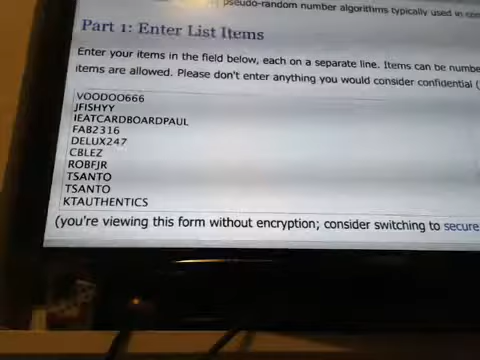 pseudo-random number algorithms typically used in
Part 1: Enter List Items
Enter your items in the field below, each on a separate line. Items can be
items are allowed. Please don't enter anything you would consider confidential (
VOODOO666
JFISHYY
IEATCARDBOARDPAUL
FAB2316
DELUX247
CBLEZ
ROBFJR
TSANTO
TSANTO
KTAUTHENTICS
(you're viewing this form without encryption; consider switching to secure